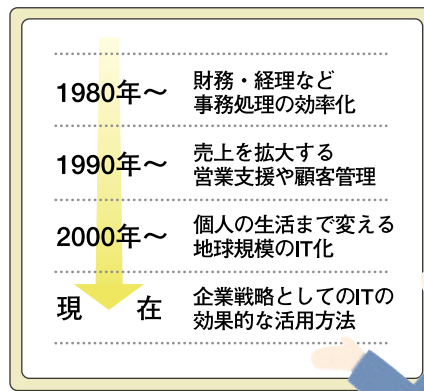 1980年〜 財務・経理など
事務処理の効率化
1990年〜 売上を拡大する
営業支援や顧客管理
2000年〜 個人の生活まで変える
地球規模のIT化
現 在 企業戦略としてのITの
効果的な活用方法